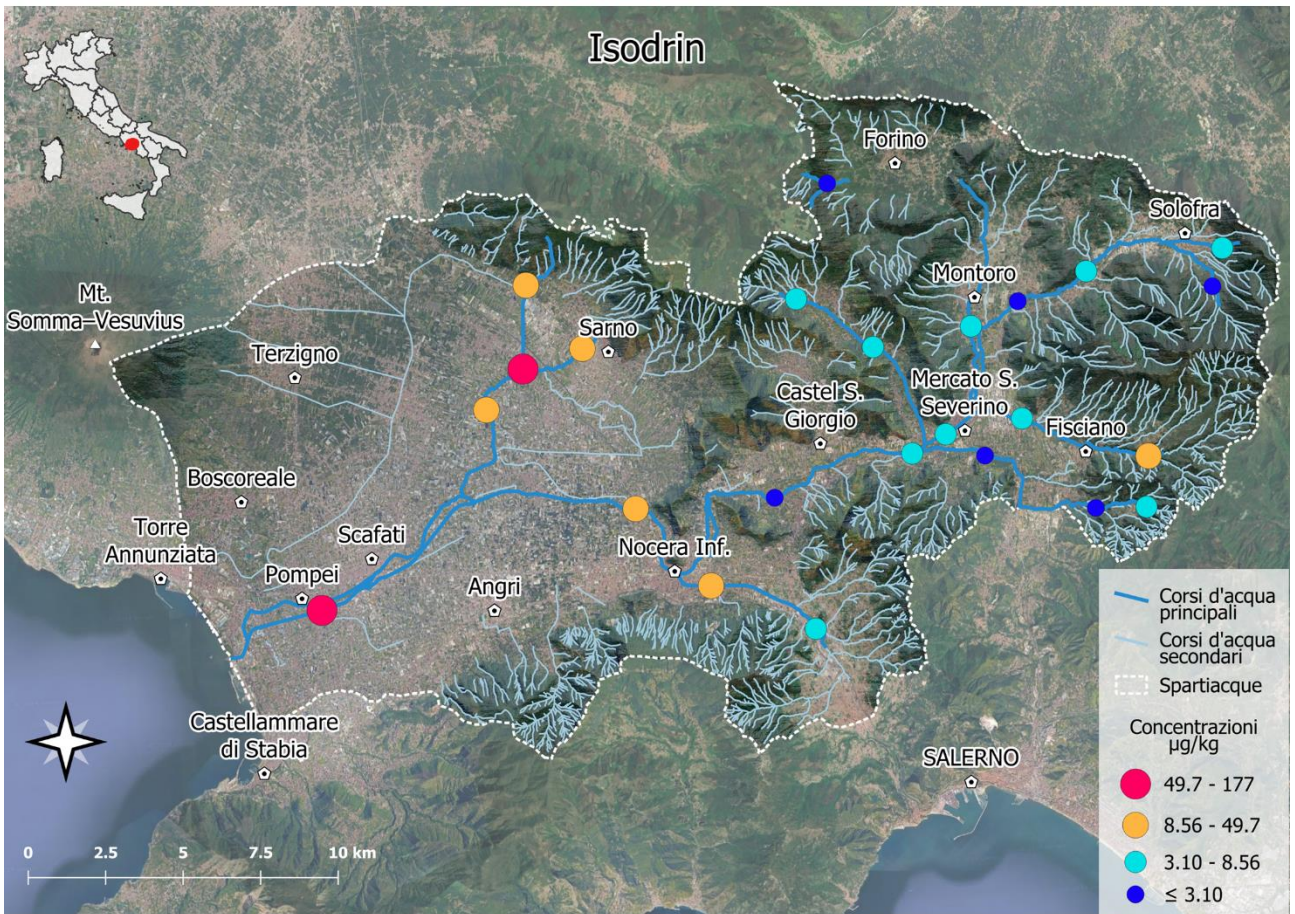 Isodrin
Forino
Solofra
Montoro
Mt.
Somma–Vesuvius
Terzigno
Sarno
Castel S.
Giorgio
Mercato S.
Severino
Fisciano
Boscoreale
Torre
Annunziata
Scafati
Pompei
Nocera Inf.
Angri
Castellammare
di Stabia
SALERNO
0 2.5 5 7.5 10 km
Corsi d'acqua
principali
Corsi d'acqua
secondari
Spartiacque
Concentrazioni
µg/kg
49.7 - 177
8.56 - 49.7
3.10 - 8.56
≤ 3.10